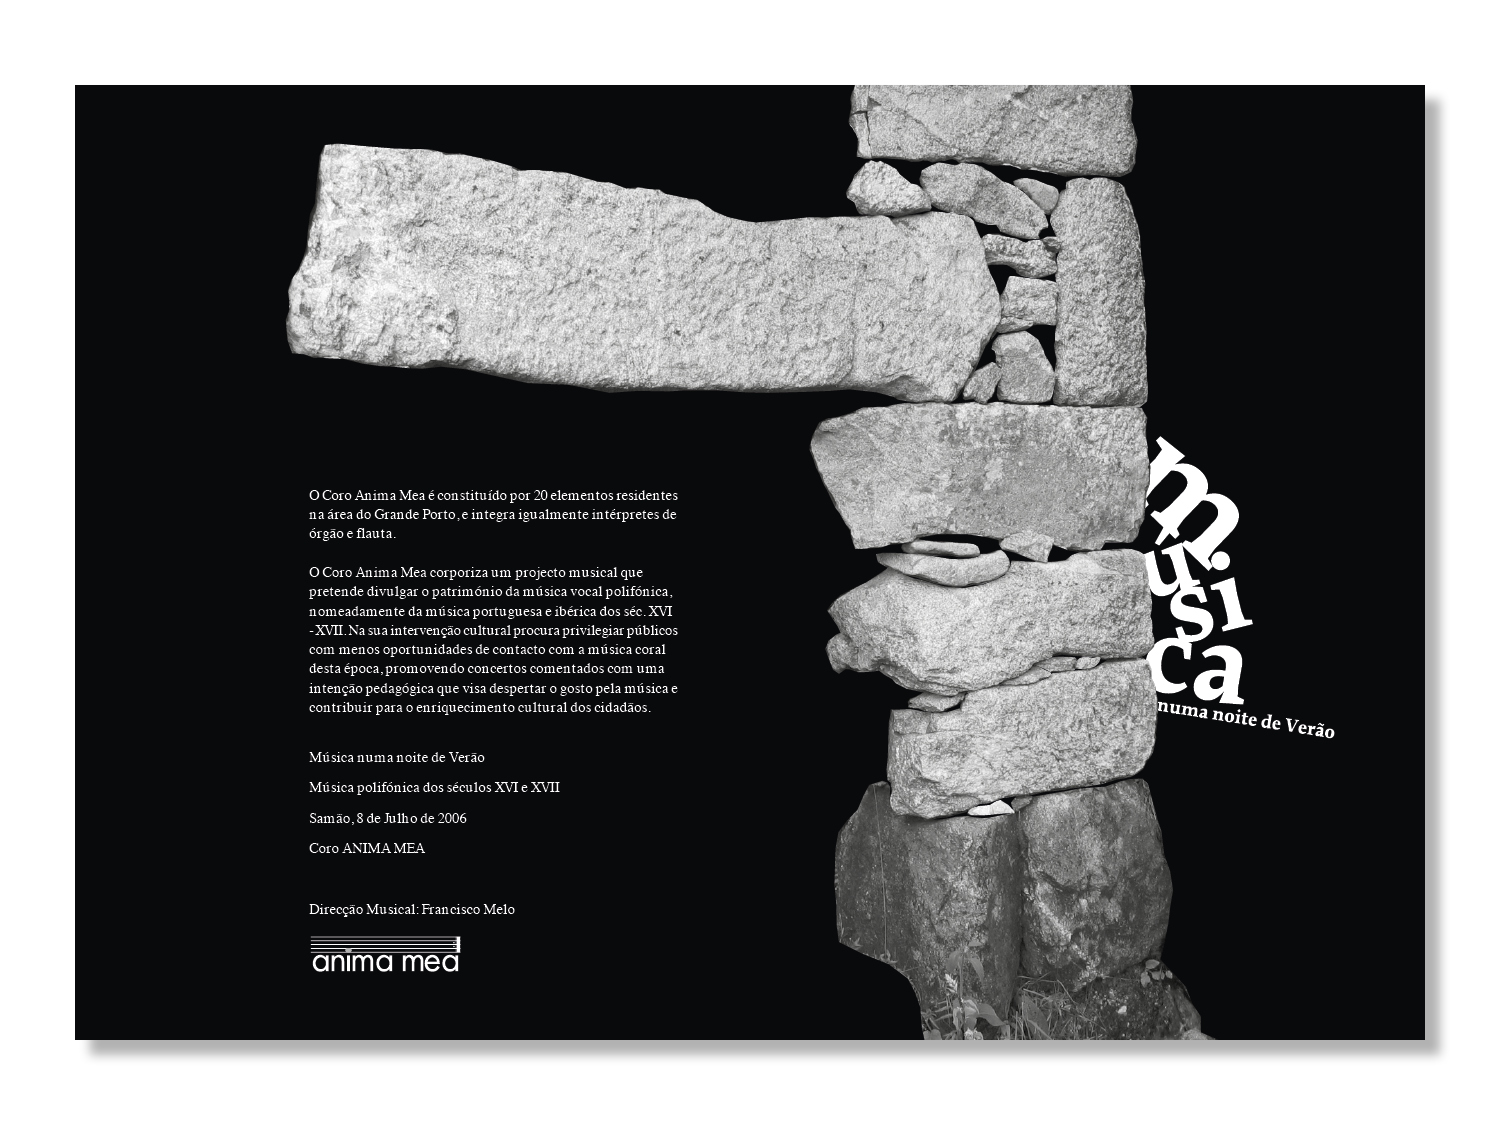 O Coro Anima Mea é constituído por 20 elementos residentes
na área do Grande Porto, e integra igualmente intérpretes de
órgão e flauta.
O Coro Anima Mea corporiza um projecto musical que
pretende divulgar o património da música vocal polifónica,
nomeadamente da música portuguesa e ibérica dos séc. XVI
-XVII. Na sua intervenção cultural procura privilegiar públicos
com menos oportunidades de contacto com a música coral
desta época, promovendo concertos comentados com uma
intenção pedagógica que visa despertar o gosto pela música e
contribuir para o enriquecimento cultural dos cidadãos.
Música numa noite de Verão
Música polifónica dos séculos XVI e XVII
Samão, 8 de Julho de 2006
Coro ANIMA MEA
Direcção Musical: Francisco Melo
anima mea
m
ú
si
ca
numa noite de Verão